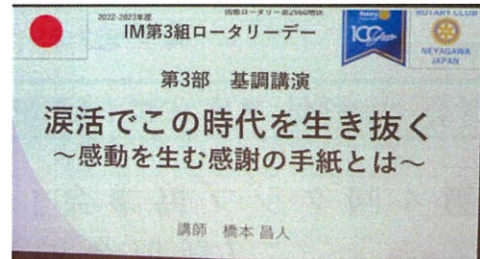 2022-2023年度
国際ロータリー第2660地区
IM第3組ロータリーデー
Rotary
100
ROTARY CLUB
NEYAGAWA
JAPAN
第3部 基調講演
涙活でこの時代を生き抜く
~感動を生む感謝の手紙とは~
講師 橋本昌人